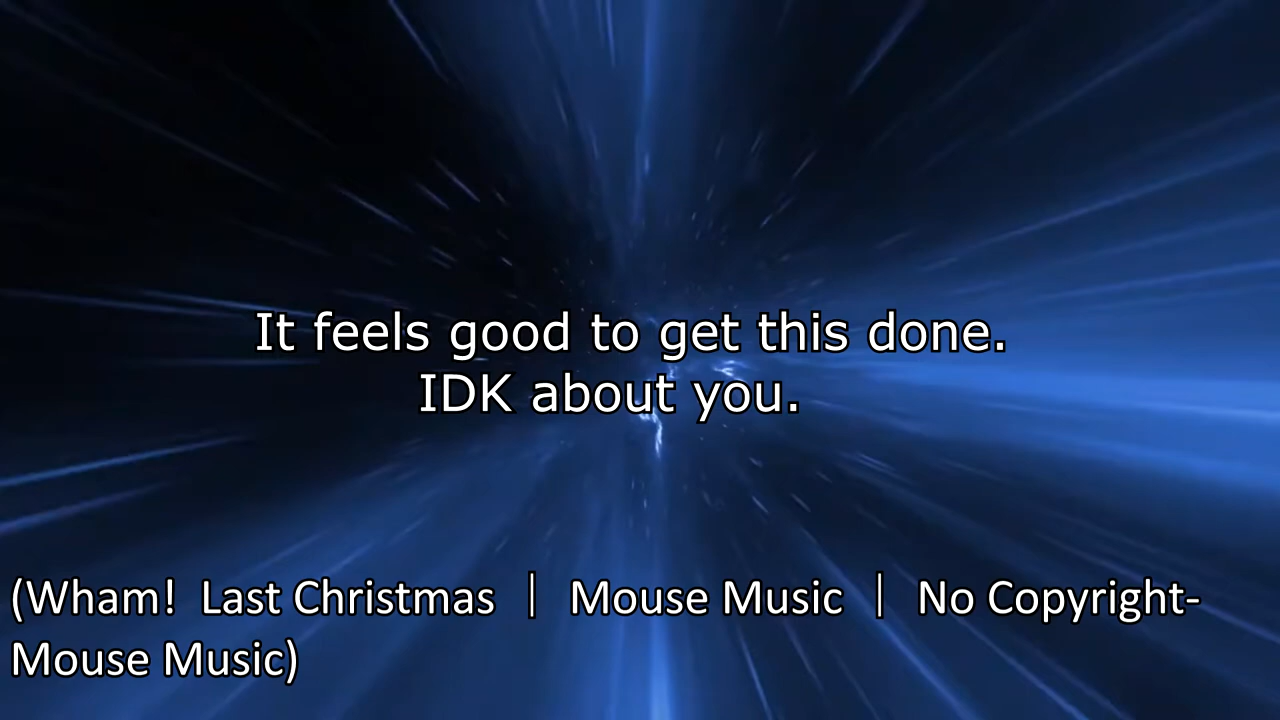 It feels good to get this done.
IDK about you.
(Wham!  Last Christmas ｜ Mouse Music ｜ No Copyright-
Mouse Music)